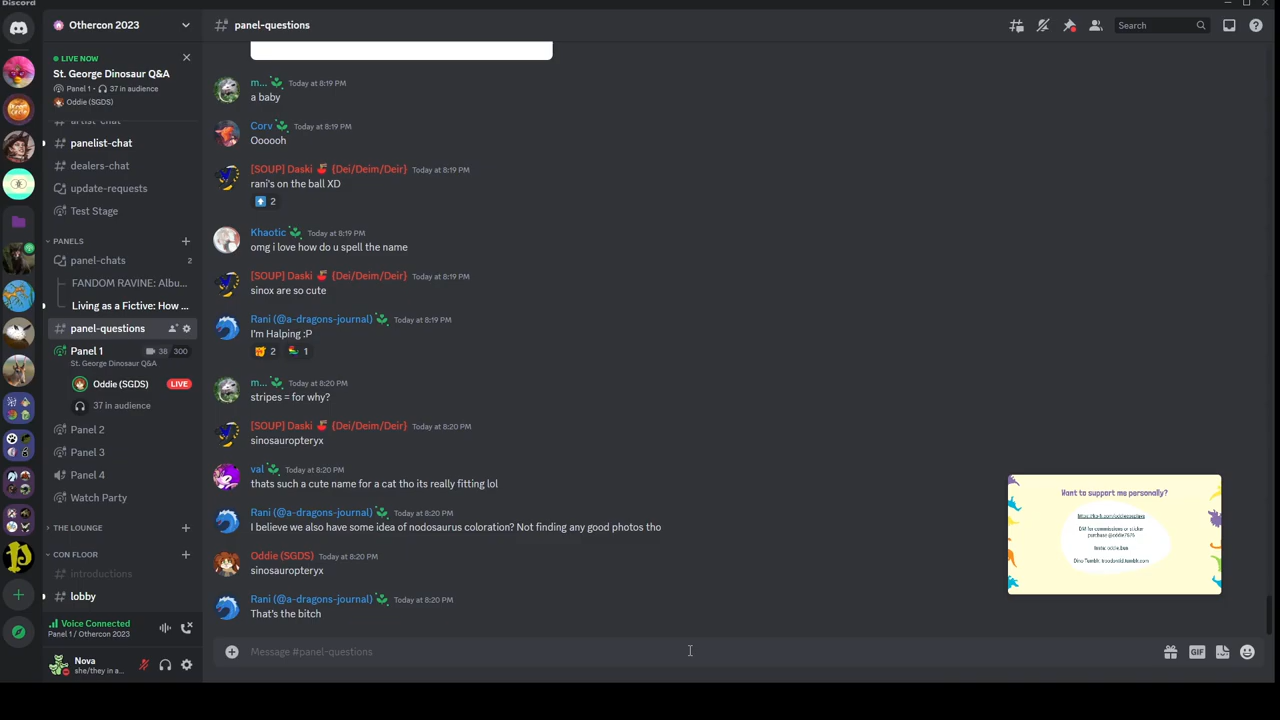 Discord
Othercon 2023
LIVE NOW
St. George Dinosaur Q&A
Panel 1 • 37 in audience
Oddie (SGDS)
artist-chat
panelist-chat
dealers-chat
update-requests
Test Stage
PANELS
panel-chats 2
FANDOM RAVINE: Albu...
Living as a Fictive: How ...
panel-questions
Panel 1 38 300
St. George Dinosaur Q&A
Oddie (SGDS) LIVE
37 in audience
Panel 2
Panel 3
Panel 4
Watch Party
THE LOUNGE
CON FLOOR
introductions
lobby
Voice Connected
Panel 1 / Othercon 2023
Nova
she/they in a...
panel-questions
Search
m... Today at 8:19 PM
a baby
Corv Today at 8:19 PM
Oooooh
[SOUP] Daski {Dei/Deim/Deir} Today at 8:19 PM
rani's on the ball XD
2
Khaotic Today at 8:19 PM
omg i love how do u spell the name
[SOUP] Daski {Dei/Deim/Deir} Today at 8:19 PM
sinox are so cute
Rani (@a-dragons-journal) Today at 8:19 PM
I'm Halping :P
2 1
m... Today at 8:20 PM
stripes = for why?
[SOUP] Daski {Dei/Deim/Deir} Today at 8:20 PM
sinosauropteryx
val Today at 8:20 PM
thats such a cute name for a cat tho its really fitting lol
Rani (@a-dragons-journal) Today at 8:20 PM
I believe we also have some idea of nodosaurus coloration? Not finding any good photos tho
Oddie (SGDS) Today at 8:20 PM
sinosauropteryx
Rani (@a-dragons-journal) Today at 8:20 PM
That's the bitch
Message #panel-questions
GIF
Want to support me personally?
DM for commissions or sticker